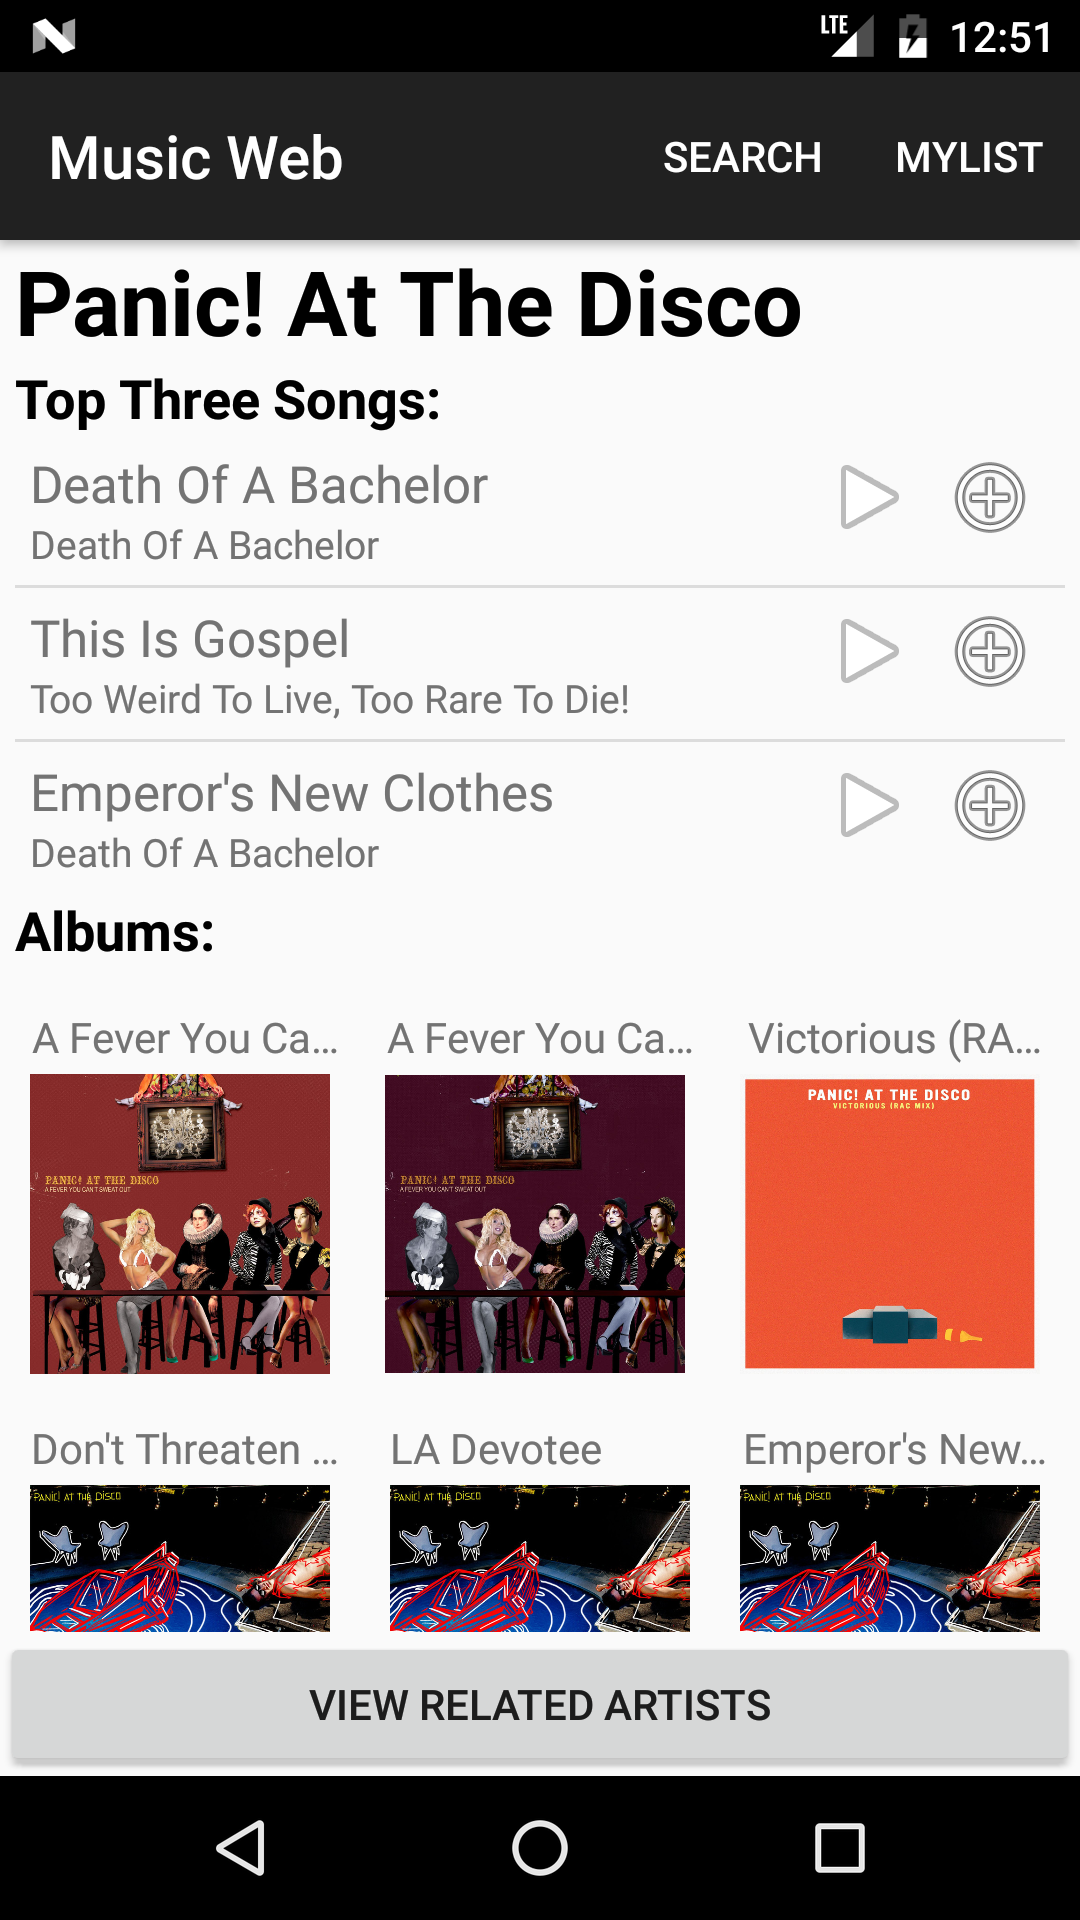 LTE 12:51
Music Web SEARCH MYLIST
Panic! At The Disco
Top Three Songs:
Death Of A Bachelor
Death Of A Bachelor
This Is Gospel
Too Weird To Live, Too Rare To Die!
Emperor's New Clothes
Death Of A Bachelor
Albums:
A Fever You Ca... A Fever You Ca... Victorious (RA...
PANIC! AT THE DISCO
A FEVER YOU CAN'T SWEAT OUT
PANIC! AT THE DISCO
A FEVER YOU CAN'T SWEAT OUT
PANIC! AT THE DISCO
VICTORIOUS (RAC MIX)
Don't Threaten ... LA Devotee Emperor's New...
PANIC! AT THE DISCO
PANIC! AT THE DISCO
PANIC! AT THE DISCO
VIEW RELATED ARTISTS